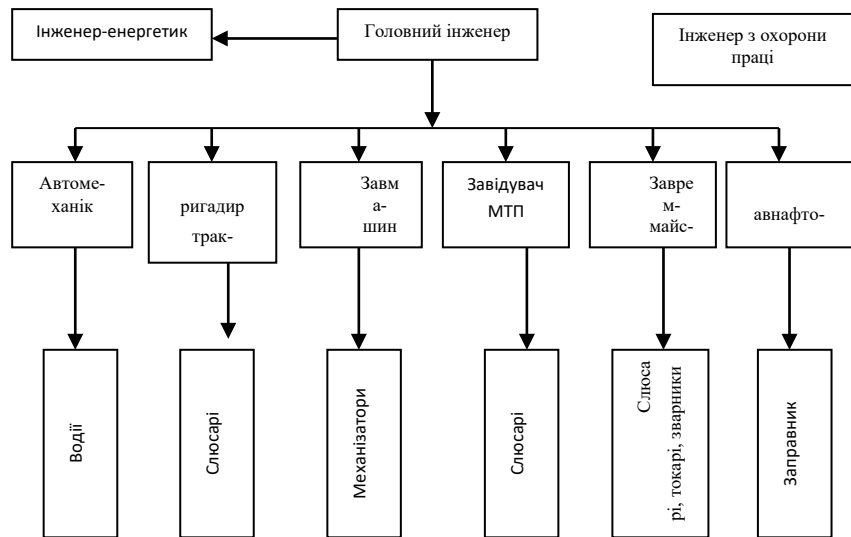 Інженер-енергетик
Головний інженер
Інженер з охорони
праці
Автоме-
ханік
ригадир
трак-
Завм
а-
шин
Завідувач
МТП
Завре
м-
майс-
авнафто-
Водії
Слюсарі
Механізатори
Слюсарі
Слюса
рі, токарі, зварники
Заправник